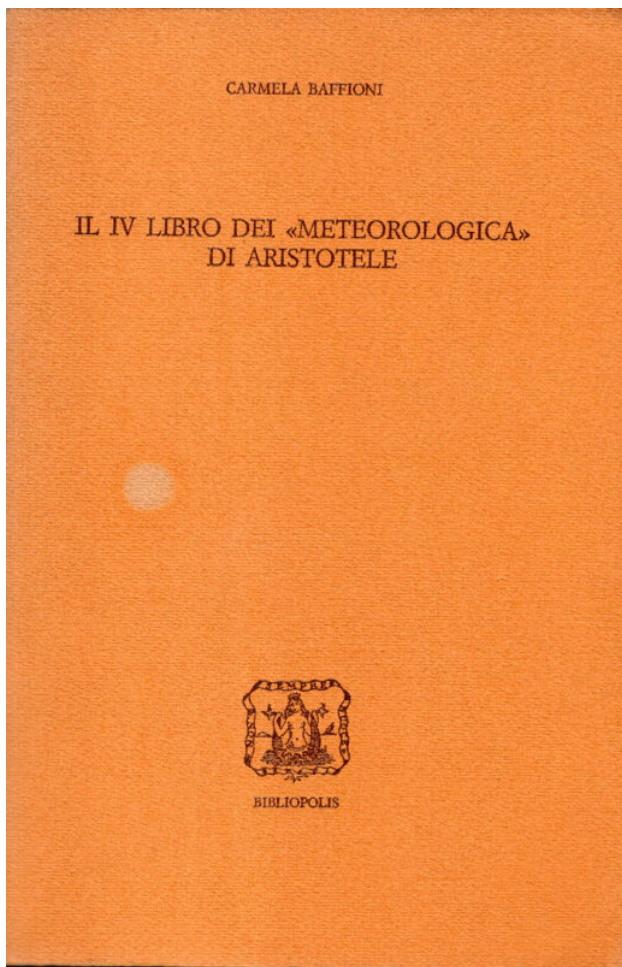 CARMELA BAFFIONI
IL IV LIBRO DEI «METEOROLOGICA»
DI ARISTOTELE
BIBLIOPOLIS